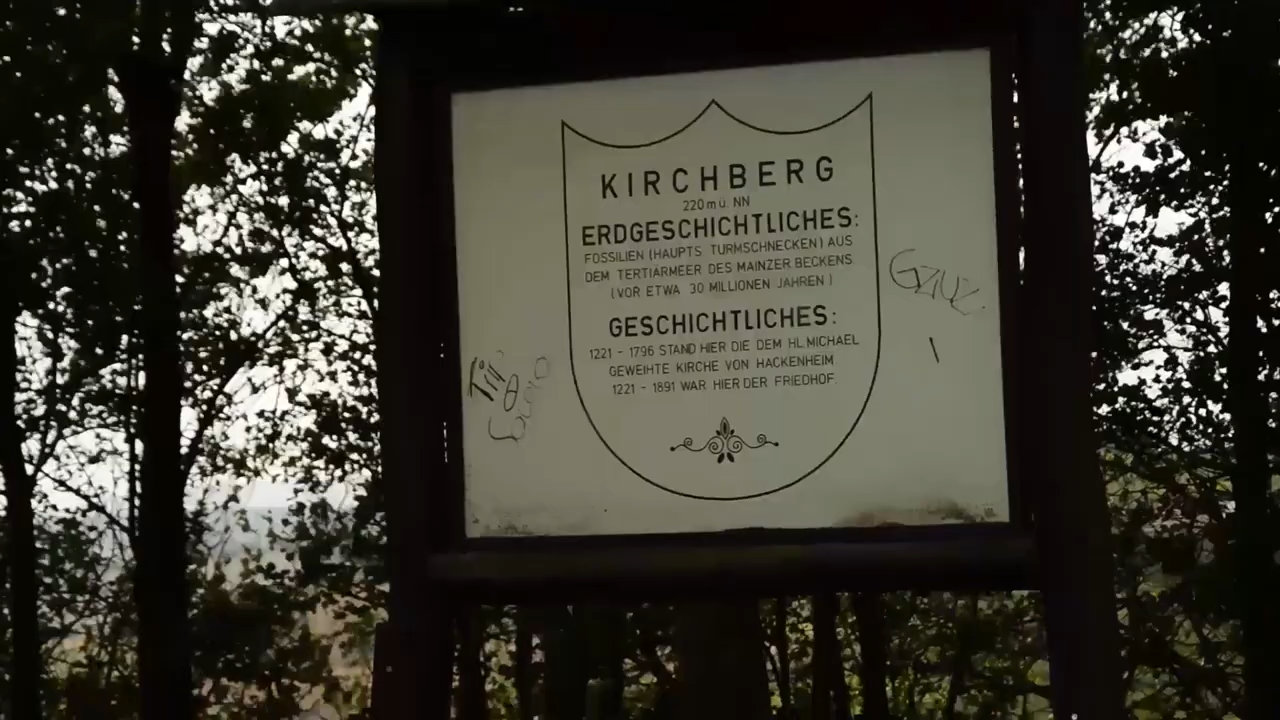 KIRCHBERG
220 m ü. NN
ERDGESCHICHTLICHES:
FOSSILIEN (HAUPTS. TURMSCHNECKEN) AUS
DEM TERTIÄRMEER DES MAINZER BECKENS
(VOR ETWA 30 MILLIONEN JAHREN)
GESCHICHTLICHES:
1221 - 1796 STAND HIER DIE DEM HL. MICHAEL
GEWEIHTE KIRCHE VON HACKENHEIM.
1221 - 1891 WAR HIER DER FRIEDHOF.